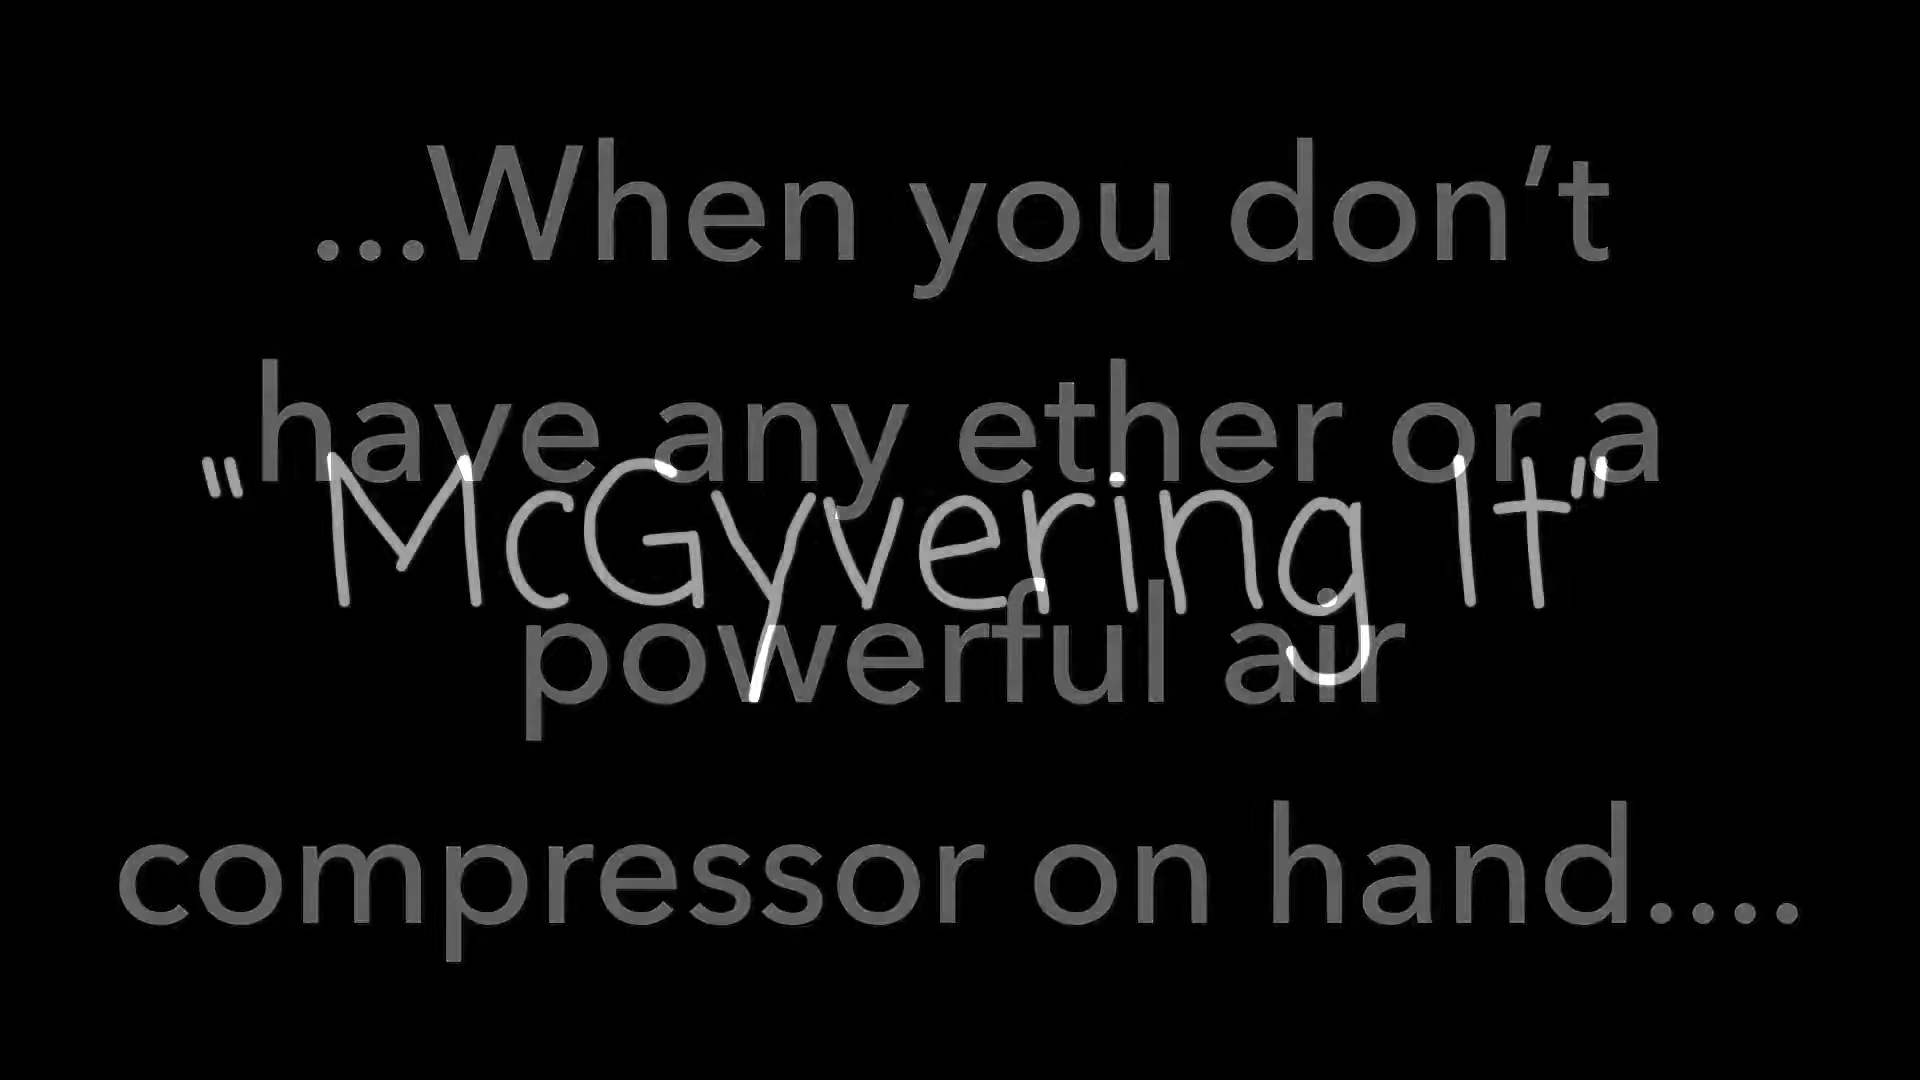 ...When you don’t
have any ether or a
"McGyvering It"
powerful air
compressor on hand....